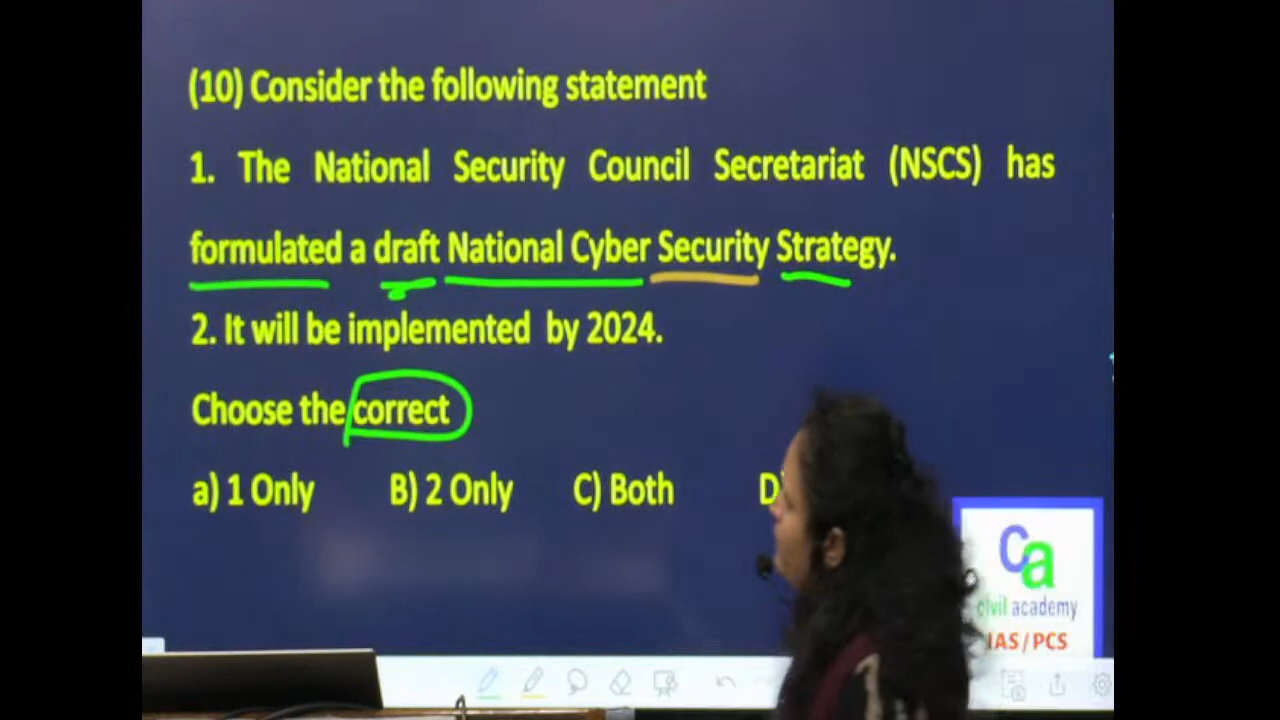 (10) Consider the following statement
1. The National Security Council Secretariat (NSCS) has
formulated a draft National Cyber Security Strategy.
2. It will be implemented by 2024.
Choose the correct
a) 1 Only B) 2 Only C) Both D)
Ca
civil academy
IAS / PCS